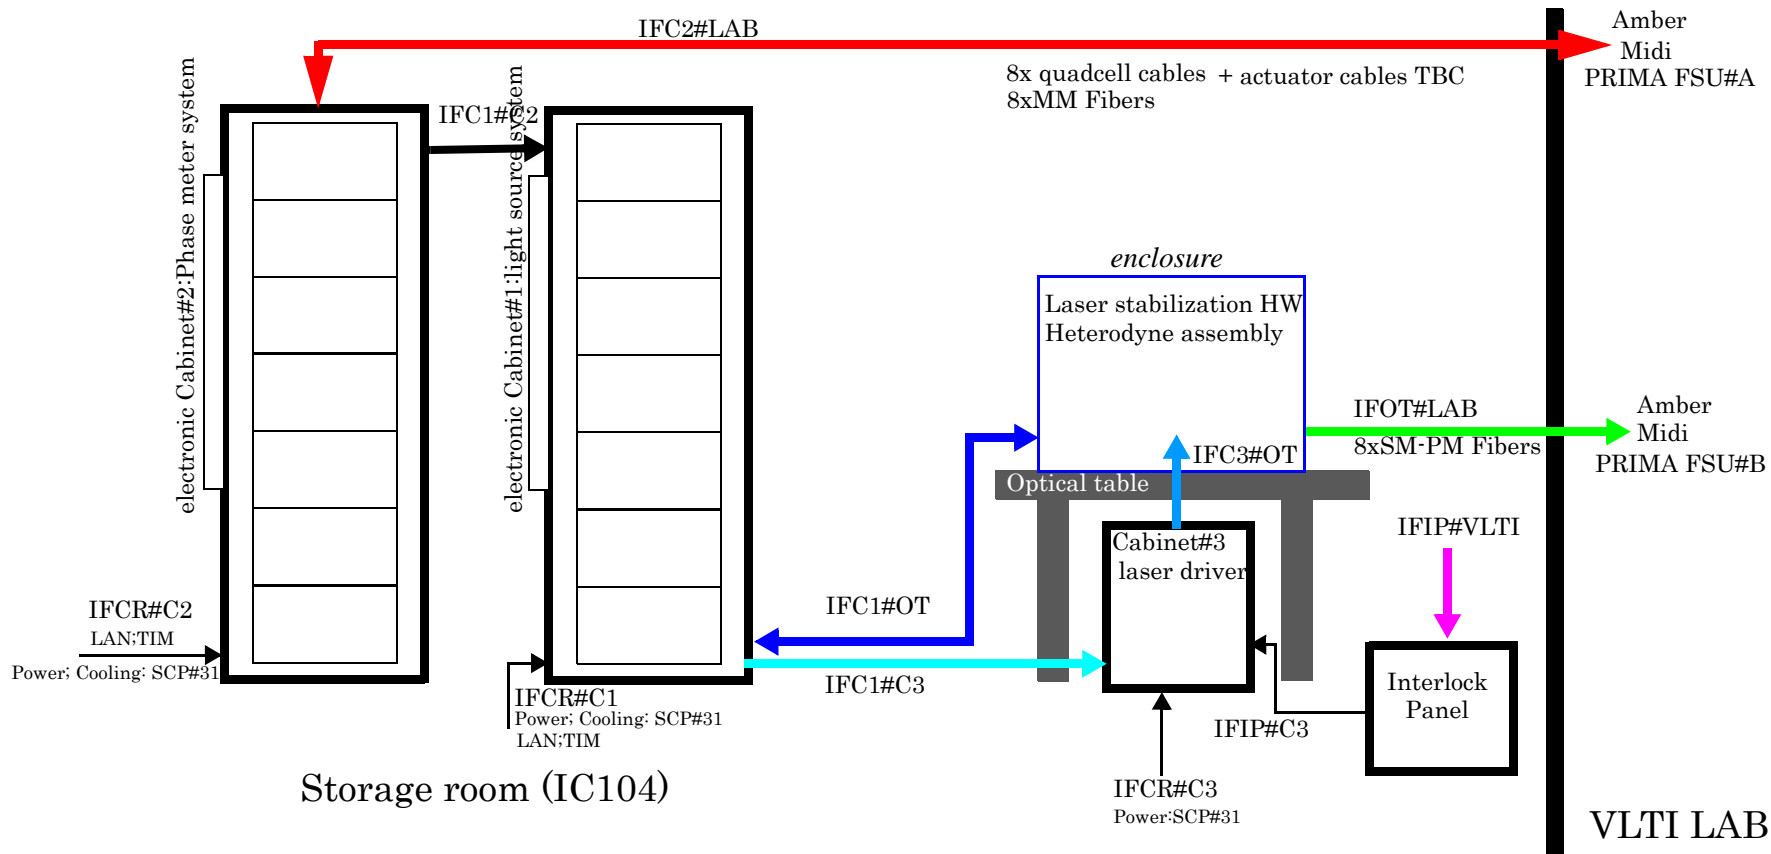 IFC2#LAB
Amber
Midi
PRIMA FSU#A
8x quadcell cables + actuator cables TBC
8xMM Fibers
electronic Cabinet#2:Phase meter system
IFC1#C2
electronic Cabinet#1:light source system
enclosure
Laser stabilization HW
Heterodyne assembly
IFOT#LAB
8xSM-PM Fibers
Amber
Midi
PRIMA FSU#B
IFC3#OT
Optical table
Cabinet#3
laser driver
IFIP#VLTI
IFCR#C2
LAN;TIM
Power; Cooling: SCP#31
IFC1#OT
IFC1#C3
IFCR#C1
Power; Cooling: SCP#31
LAN;TIM
Interlock
Panel
IFIP#C3
IFCR#C3
Power:SCP#31
Storage room (IC104)
VLTI LAB